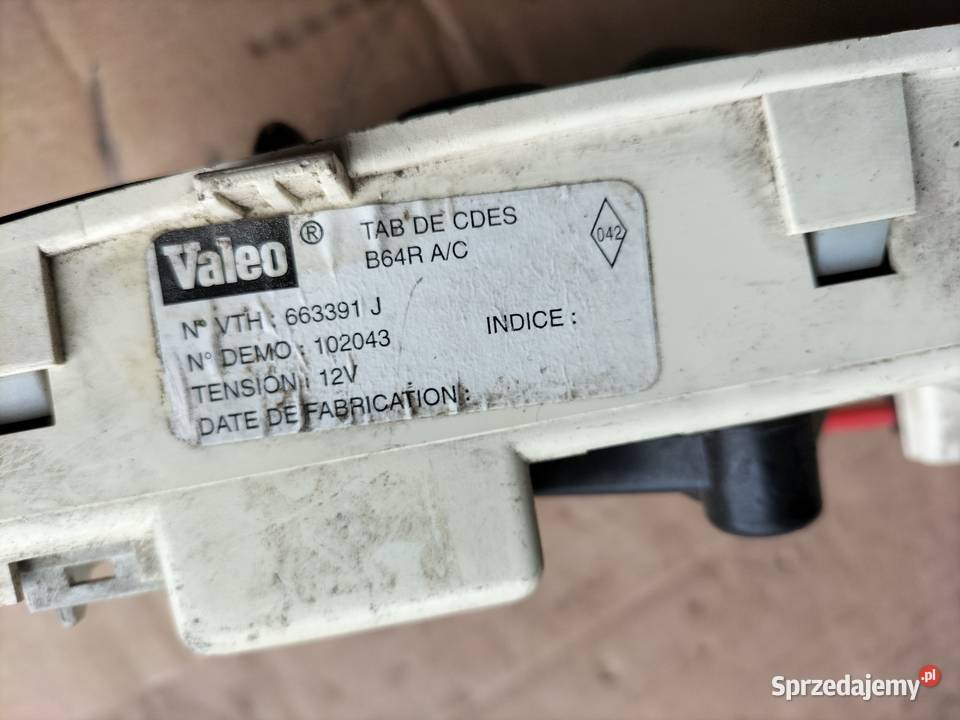 Valeo ® TAB DE CDES
B64R A/C
042
N° VTH : 663391 J
N° DEMO : 102043
INDICE :
TENSION : 12V
DATE DE FABRICATION :
Sprzedajemy.pl